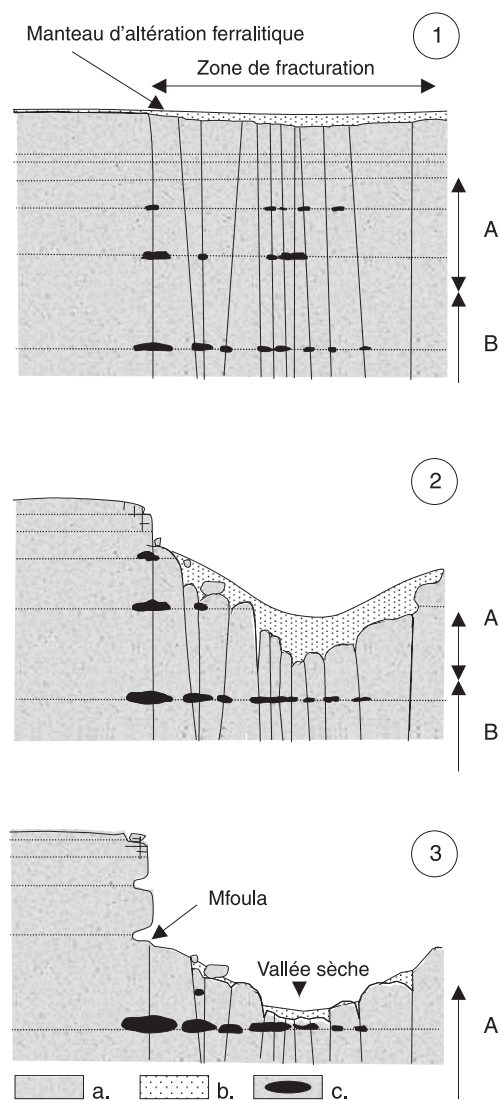 Manteau d'altération ferralitique
1
Zone de fracturation
A
B
2
A
B
3
Mfoula
Vallée sèche
A
a. b. c.